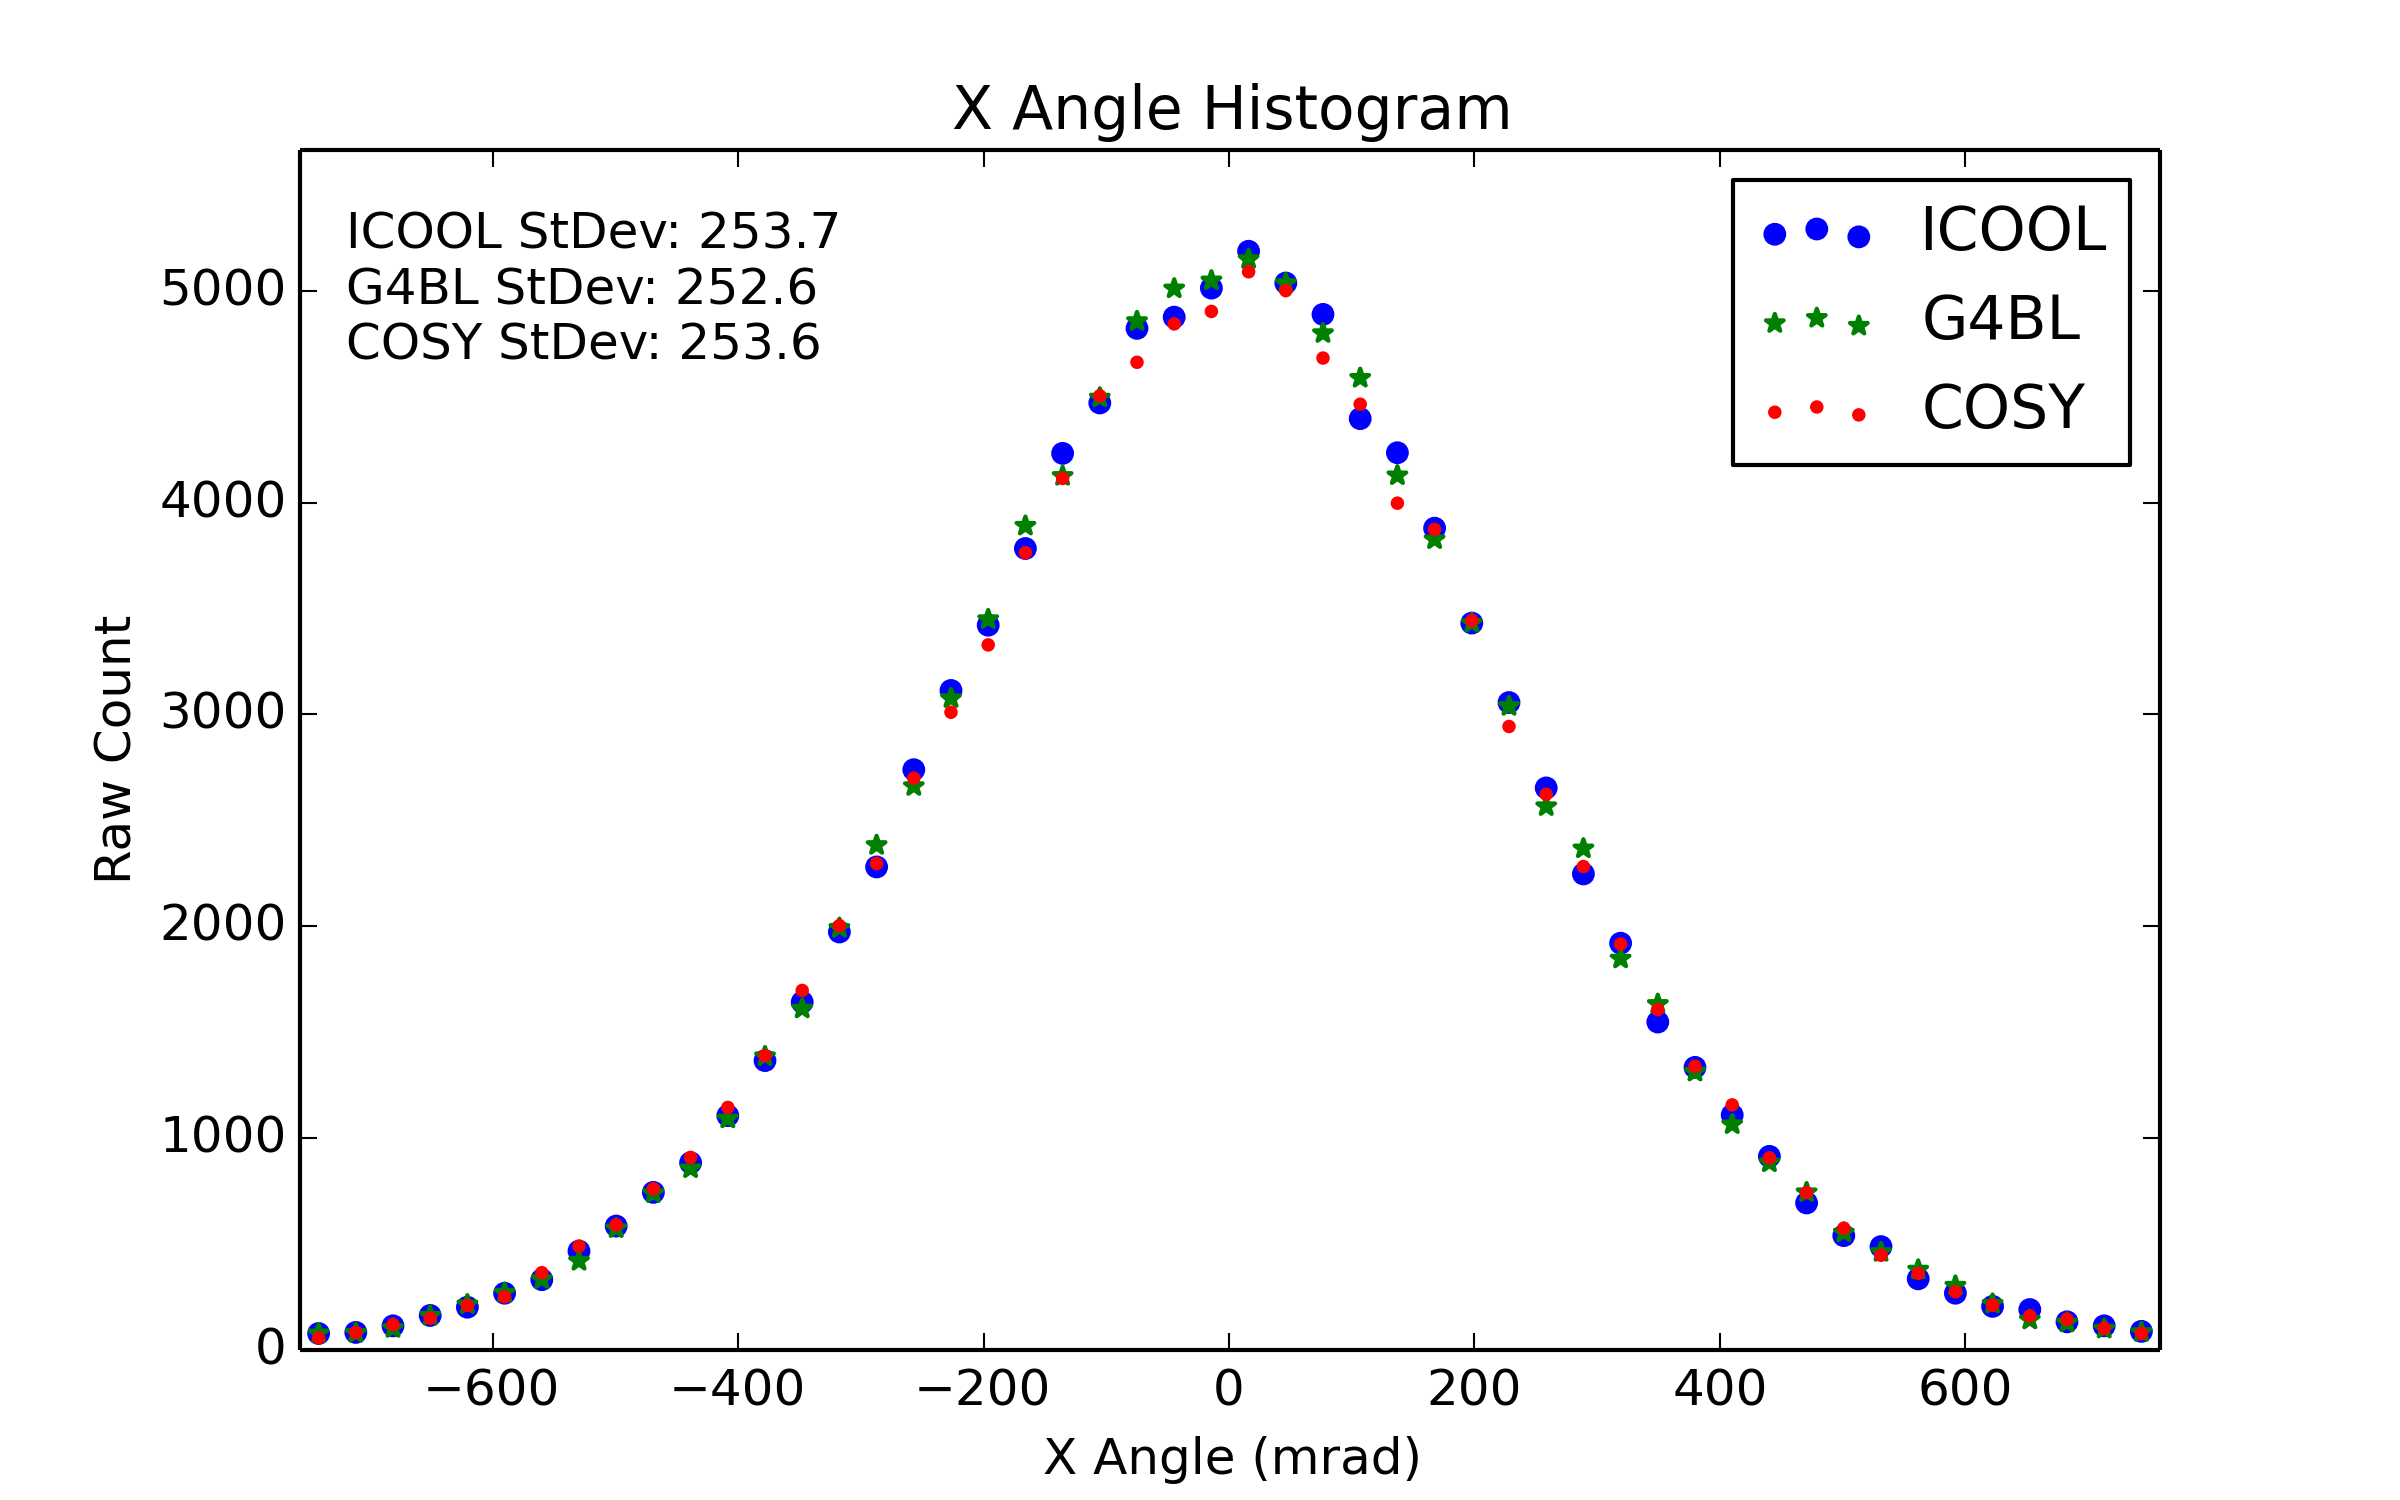 X Angle Histogram
ICOOL StDev: 253.7
G4BL StDev: 252.6
COSY StDev: 253.6
ICOOL
G4BL
COSY
Raw Count
5000
4000
3000
2000
1000
0
−600 −400 −200 0 200 400 600
X Angle (mrad)